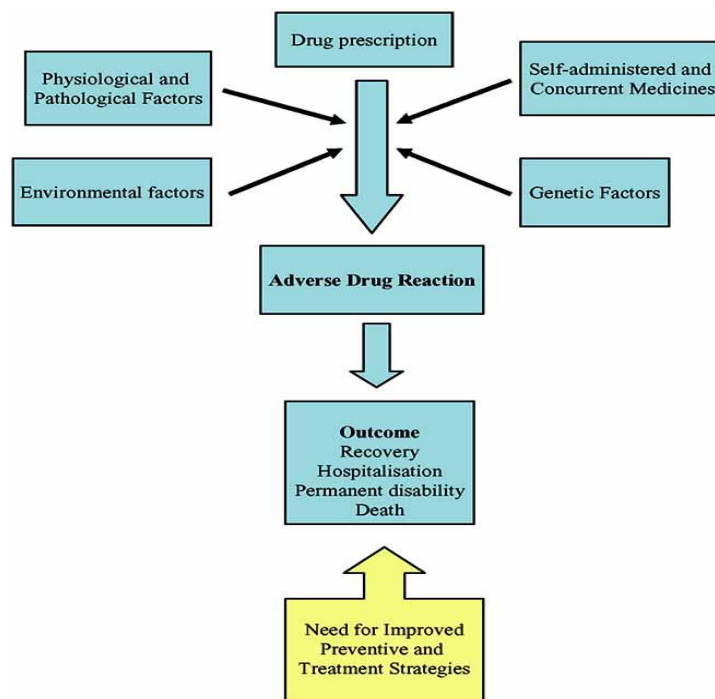 Drug prescription
Physiological and
Pathological Factors
Self-administered and
Concurrent Medicines
Environmental factors
Genetic Factors
Adverse Drug Reaction
Outcome
Recovery
Hospitalisation
Permanent disability
Death
Need for Improved
Preventive and
Treatment Strategies